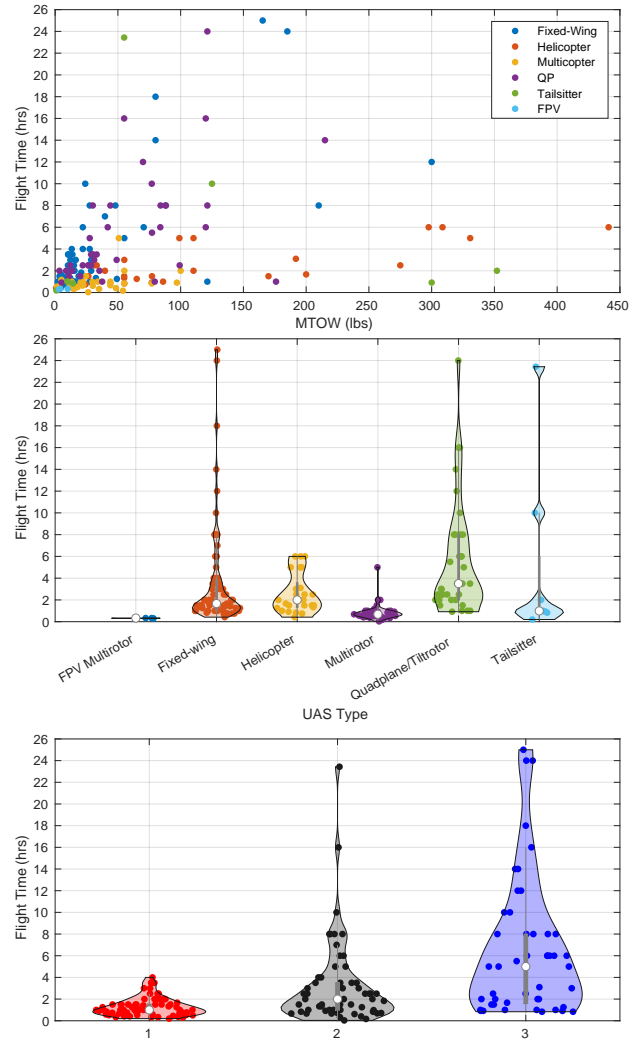 26
24
22
20
18
16
14
12
10
8
6
4
2
0
Flight Time (hrs)
0 50 100 150 200 250 300 350 400 450
MTOW (lbs)
Fixed-Wing
Helicopter
Multicopter
QP
Tailsitter
FPV
26
24
22
20
18
16
14
12
10
8
6
4
2
0
Flight Time (hrs)
FPV Multirotor
Fixed-wing
Helicopter
Multirotor
Quadplane/Tiltrotor
Tailsitter
UAS Type
26
24
22
20
18
16
14
12
10
8
6
4
2
0
Flight Time (hrs)
1 2 3